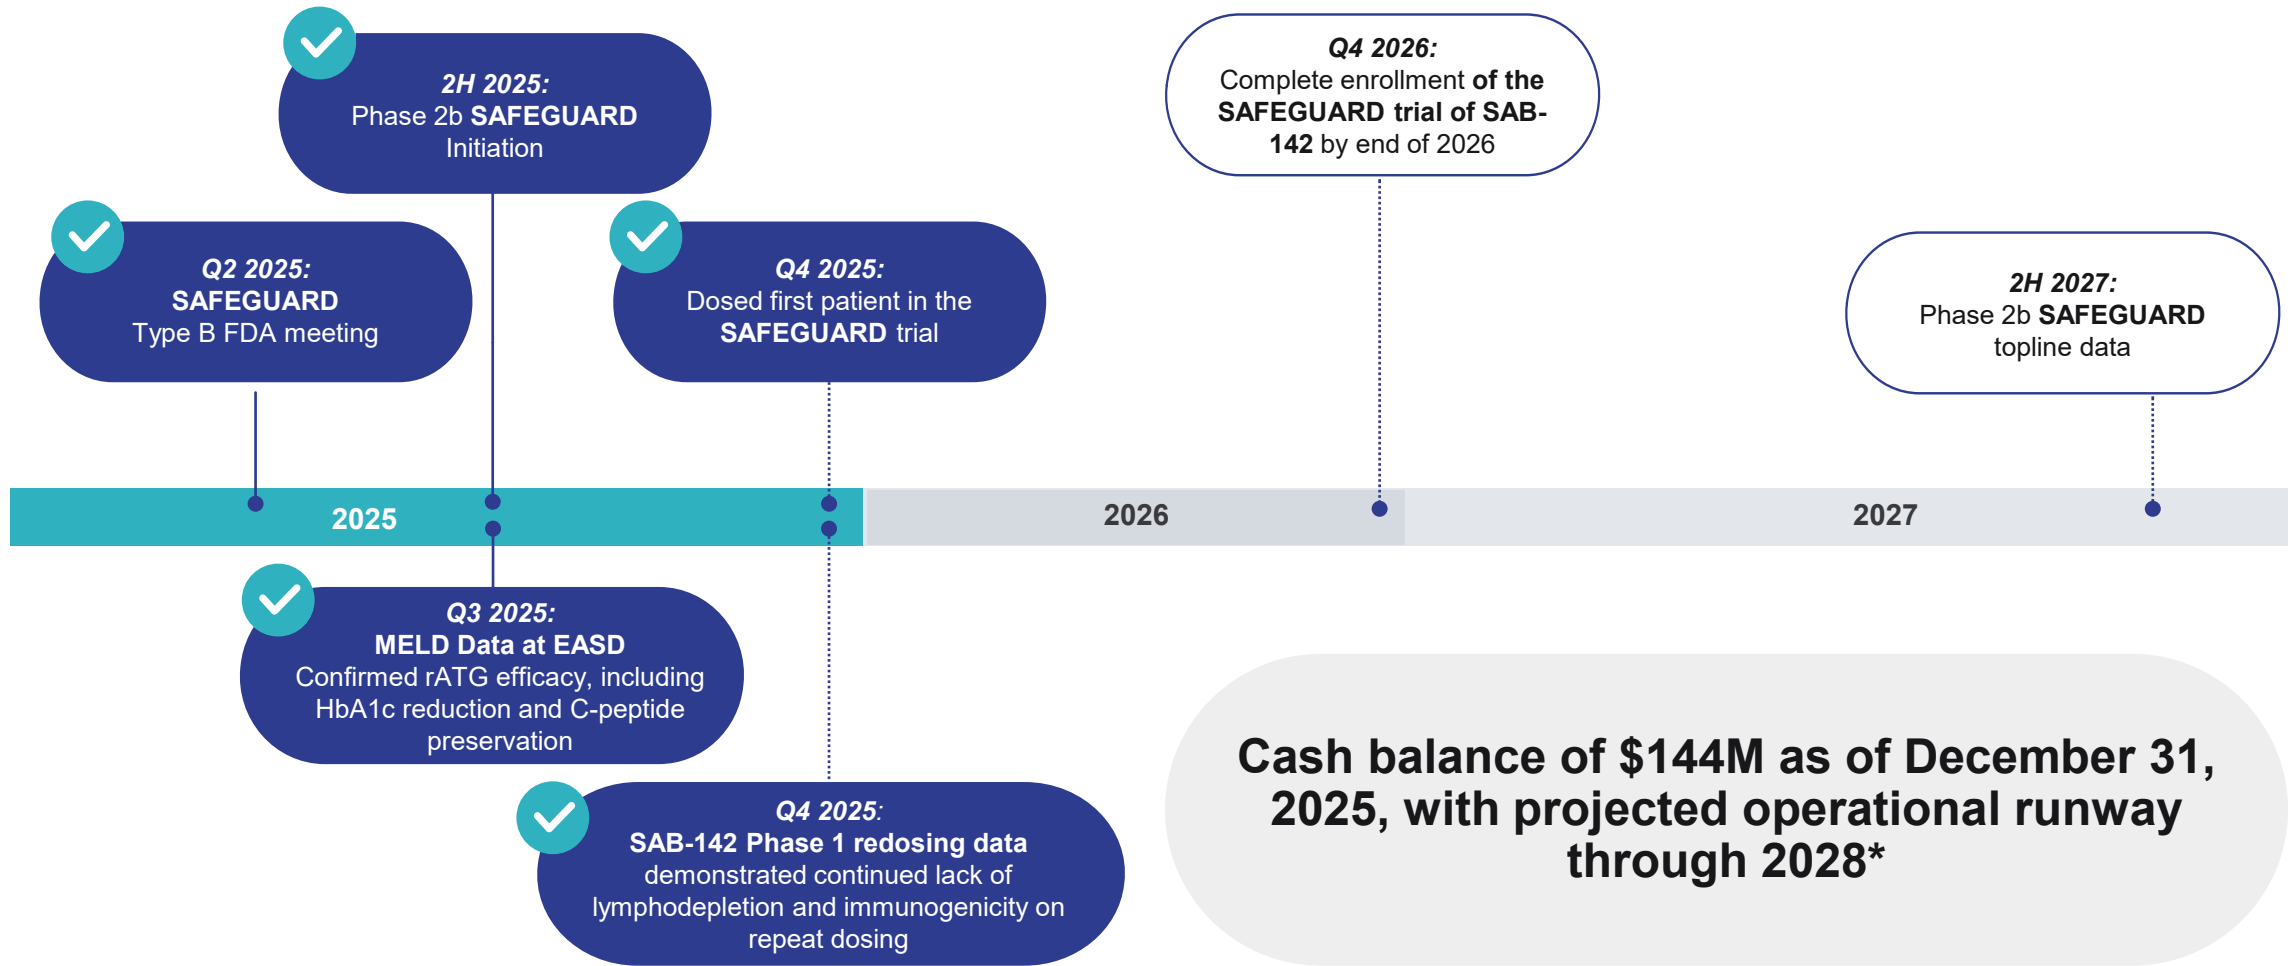 2H 2025:
Phase 2b SAFEGUARD
Initiation
Q4 2026:
Complete enrollment of the
SAFEGUARD trial of SAB-
142 by end of 2026
Q2 2025:
SAFEGUARD
Type B FDA meeting
Q4 2025:
Dosed first patient in the
SAFEGUARD trial
2H 2027:
Phase 2b SAFEGUARD
topline data
2025
2026
2027
Q3 2025:
MELD Data at EASD
Confirmed rATG efficacy, including
HbA1c reduction and C-peptide
preservation
Q4 2025:
SAB-142 Phase 1 redosing data
demonstrated continued lack of
lymphodepletion and immunogenicity on
repeat dosing
Cash balance of $144M as of December 31,
2025, with projected operational runway
through 2028*